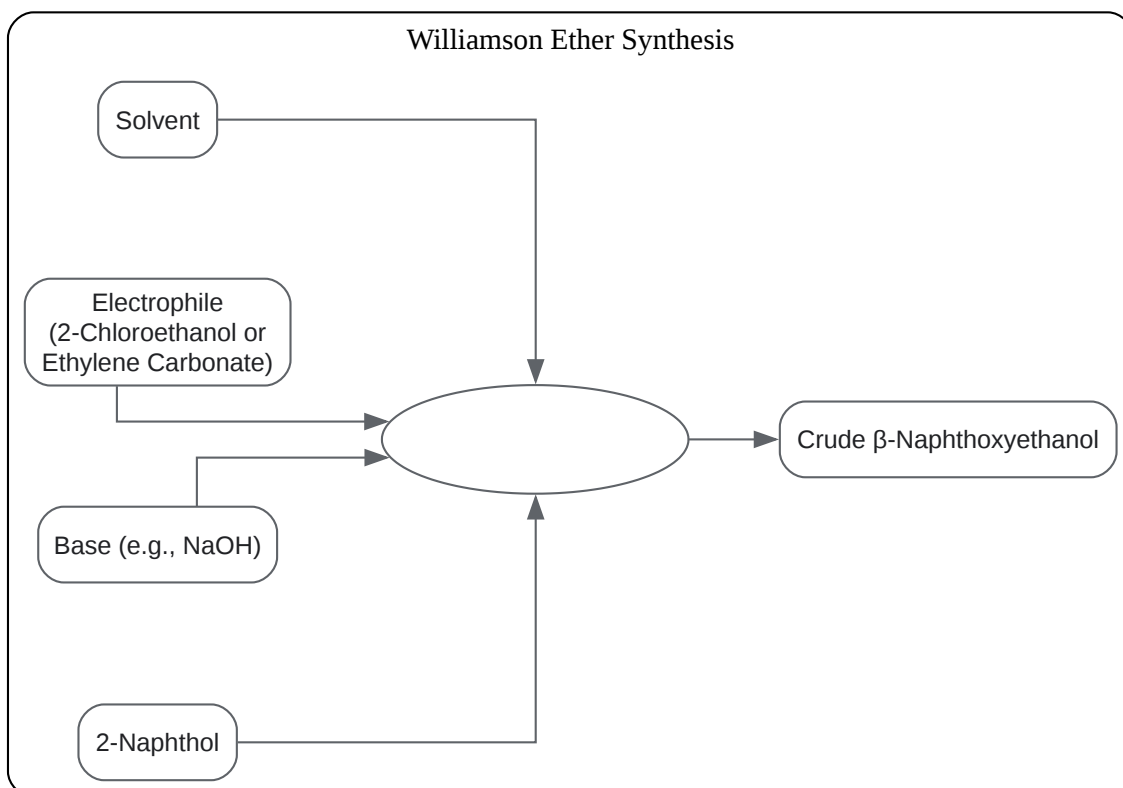 Williamson Ether Synthesis
Solvent
Electrophile
(2-Chloroethanol or
Ethylene Carbonate)
Crude β-Naphthoxyethanol
Base (e.g., NaOH)
2-Naphthol